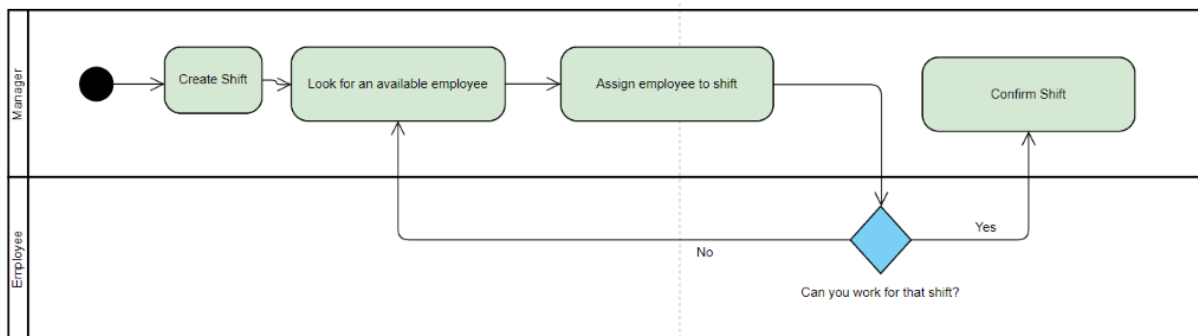 Manager
Create Shift
Look for an available employee
Assign employee to shift
Confirm Shift
Employee
No
Yes
Can you work for that shift?